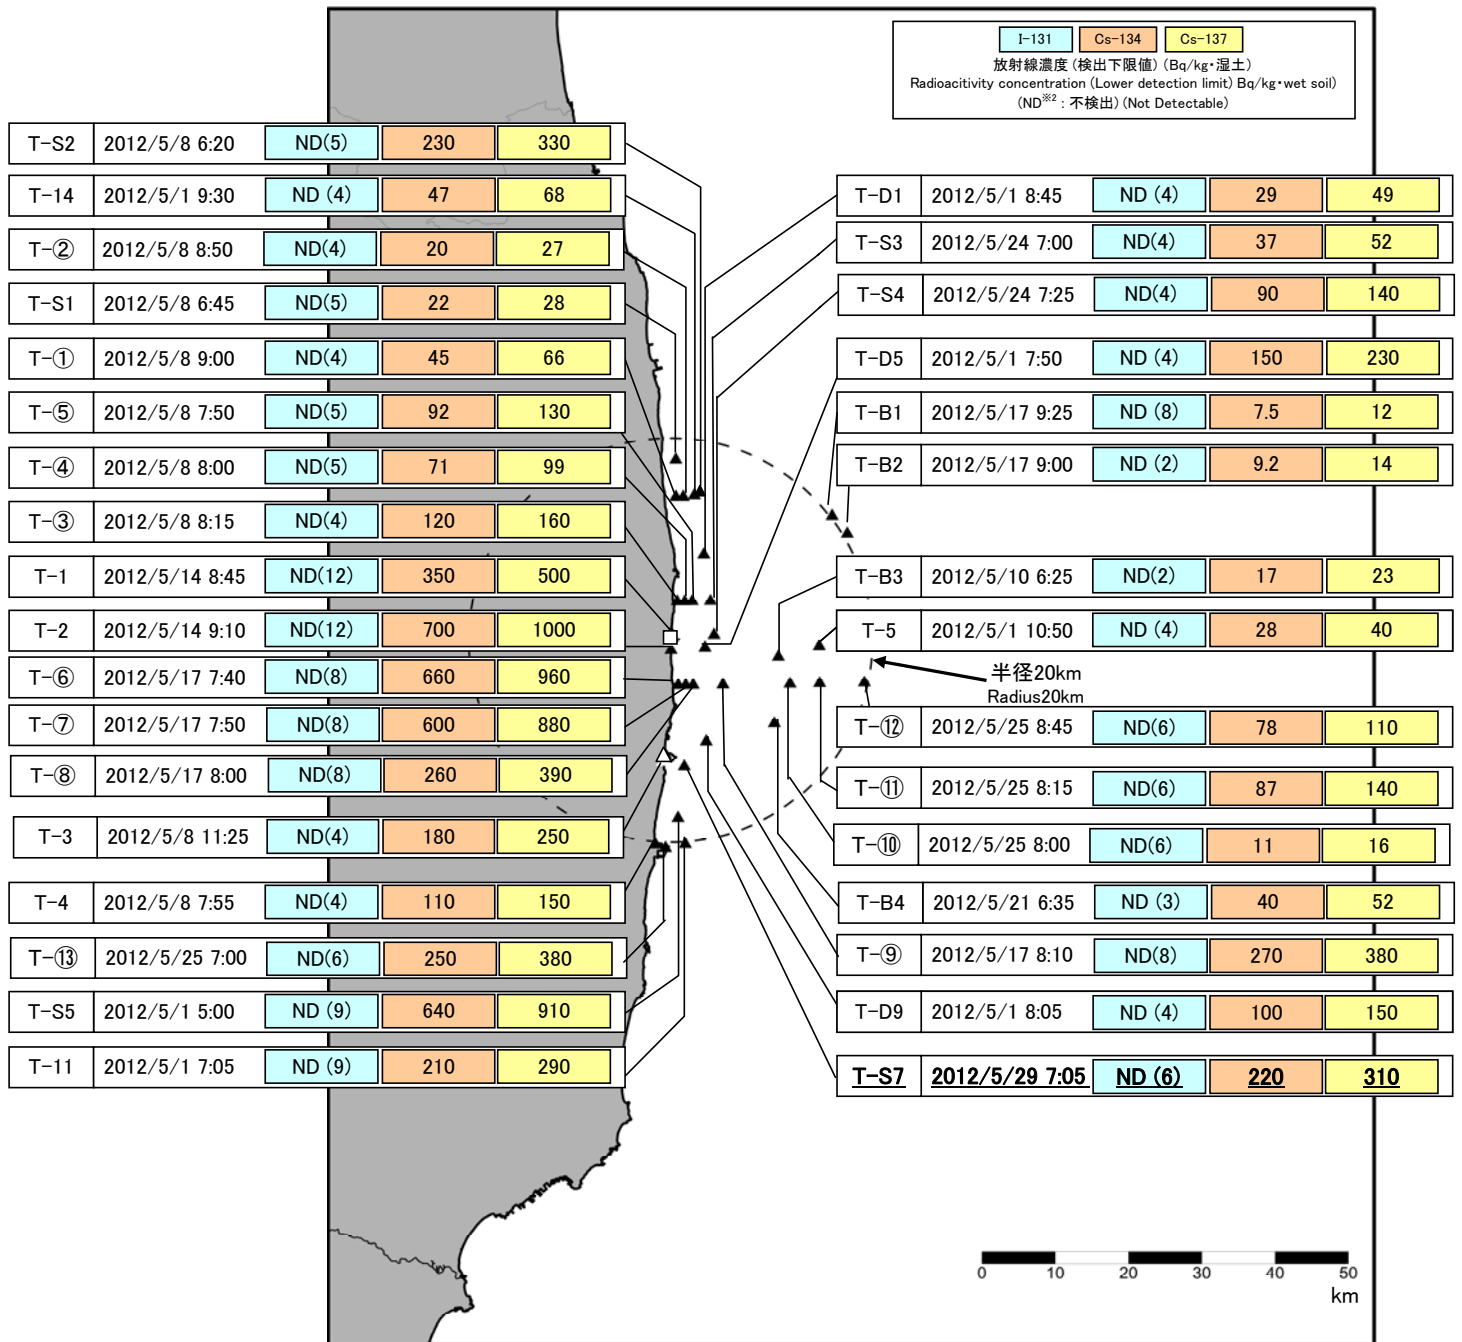 I-131 Cs-134 Cs-137
放射線濃度（検出下限値）（Bq/kg・湿土）
Radioacitivity concentration (Lower detection limit) Bq/kg・wet soil)
(ND※2：不検出) (Not Detectable)
T-S2 2012/5/8 6:20 ND(5) 230 330
T-14 2012/5/1 9:30 ND (4) 47 68
T-② 2012/5/8 8:50 ND(4) 20 27
T-S1 2012/5/8 6:45 ND(5) 22 28
T-① 2012/5/8 9:00 ND(4) 45 66
T-⑤ 2012/5/8 7:50 ND(5) 92 130
T-④ 2012/5/8 8:00 ND(5) 71 99
T-③ 2012/5/8 8:15 ND(4) 120 160
T-1 2012/5/14 8:45 ND(12) 350 500
T-2 2012/5/14 9:10 ND(12) 700 1000
T-⑥ 2012/5/17 7:40 ND(8) 660 960
T-⑦ 2012/5/17 7:50 ND(8) 600 880
T-⑧ 2012/5/17 8:00 ND(8) 260 390
T-3 2012/5/8 11:25 ND(4) 180 250
T-4 2012/5/8 7:55 ND(4) 110 150
T-⑬ 2012/5/25 7:00 ND(6) 250 380
T-S5 2012/5/1 5:00 ND (9) 640 910
T-11 2012/5/1 7:05 ND (9) 210 290
T-D1 2012/5/1 8:45 ND (4) 29 49
T-S3 2012/5/24 7:00 ND(4) 37 52
T-S4 2012/5/24 7:25 ND(4) 90 140
T-D5 2012/5/1 7:50 ND (4) 150 230
T-B1 2012/5/17 9:25 ND (8) 7.5 12
T-B2 2012/5/17 9:00 ND (2) 9.2 14
T-B3 2012/5/10 6:25 ND(2) 17 23
T-5 2012/5/1 10:50 ND (4) 28 40
半径20km
Radius20km
T-⑫ 2012/5/25 8:45 ND(6) 78 110
T-⑪ 2012/5/25 8:15 ND(6) 87 140
T-⑩ 2012/5/25 8:00 ND(6) 11 16
T-B4 2012/5/21 6:35 ND (3) 40 52
T-⑨ 2012/5/17 8:10 ND(8) 270 380
T-D9 2012/5/1 8:05 ND (4) 100 150
T-S7 2012/5/29 7:05 ND (6) 220 310
0 10 20 30 40 50
km